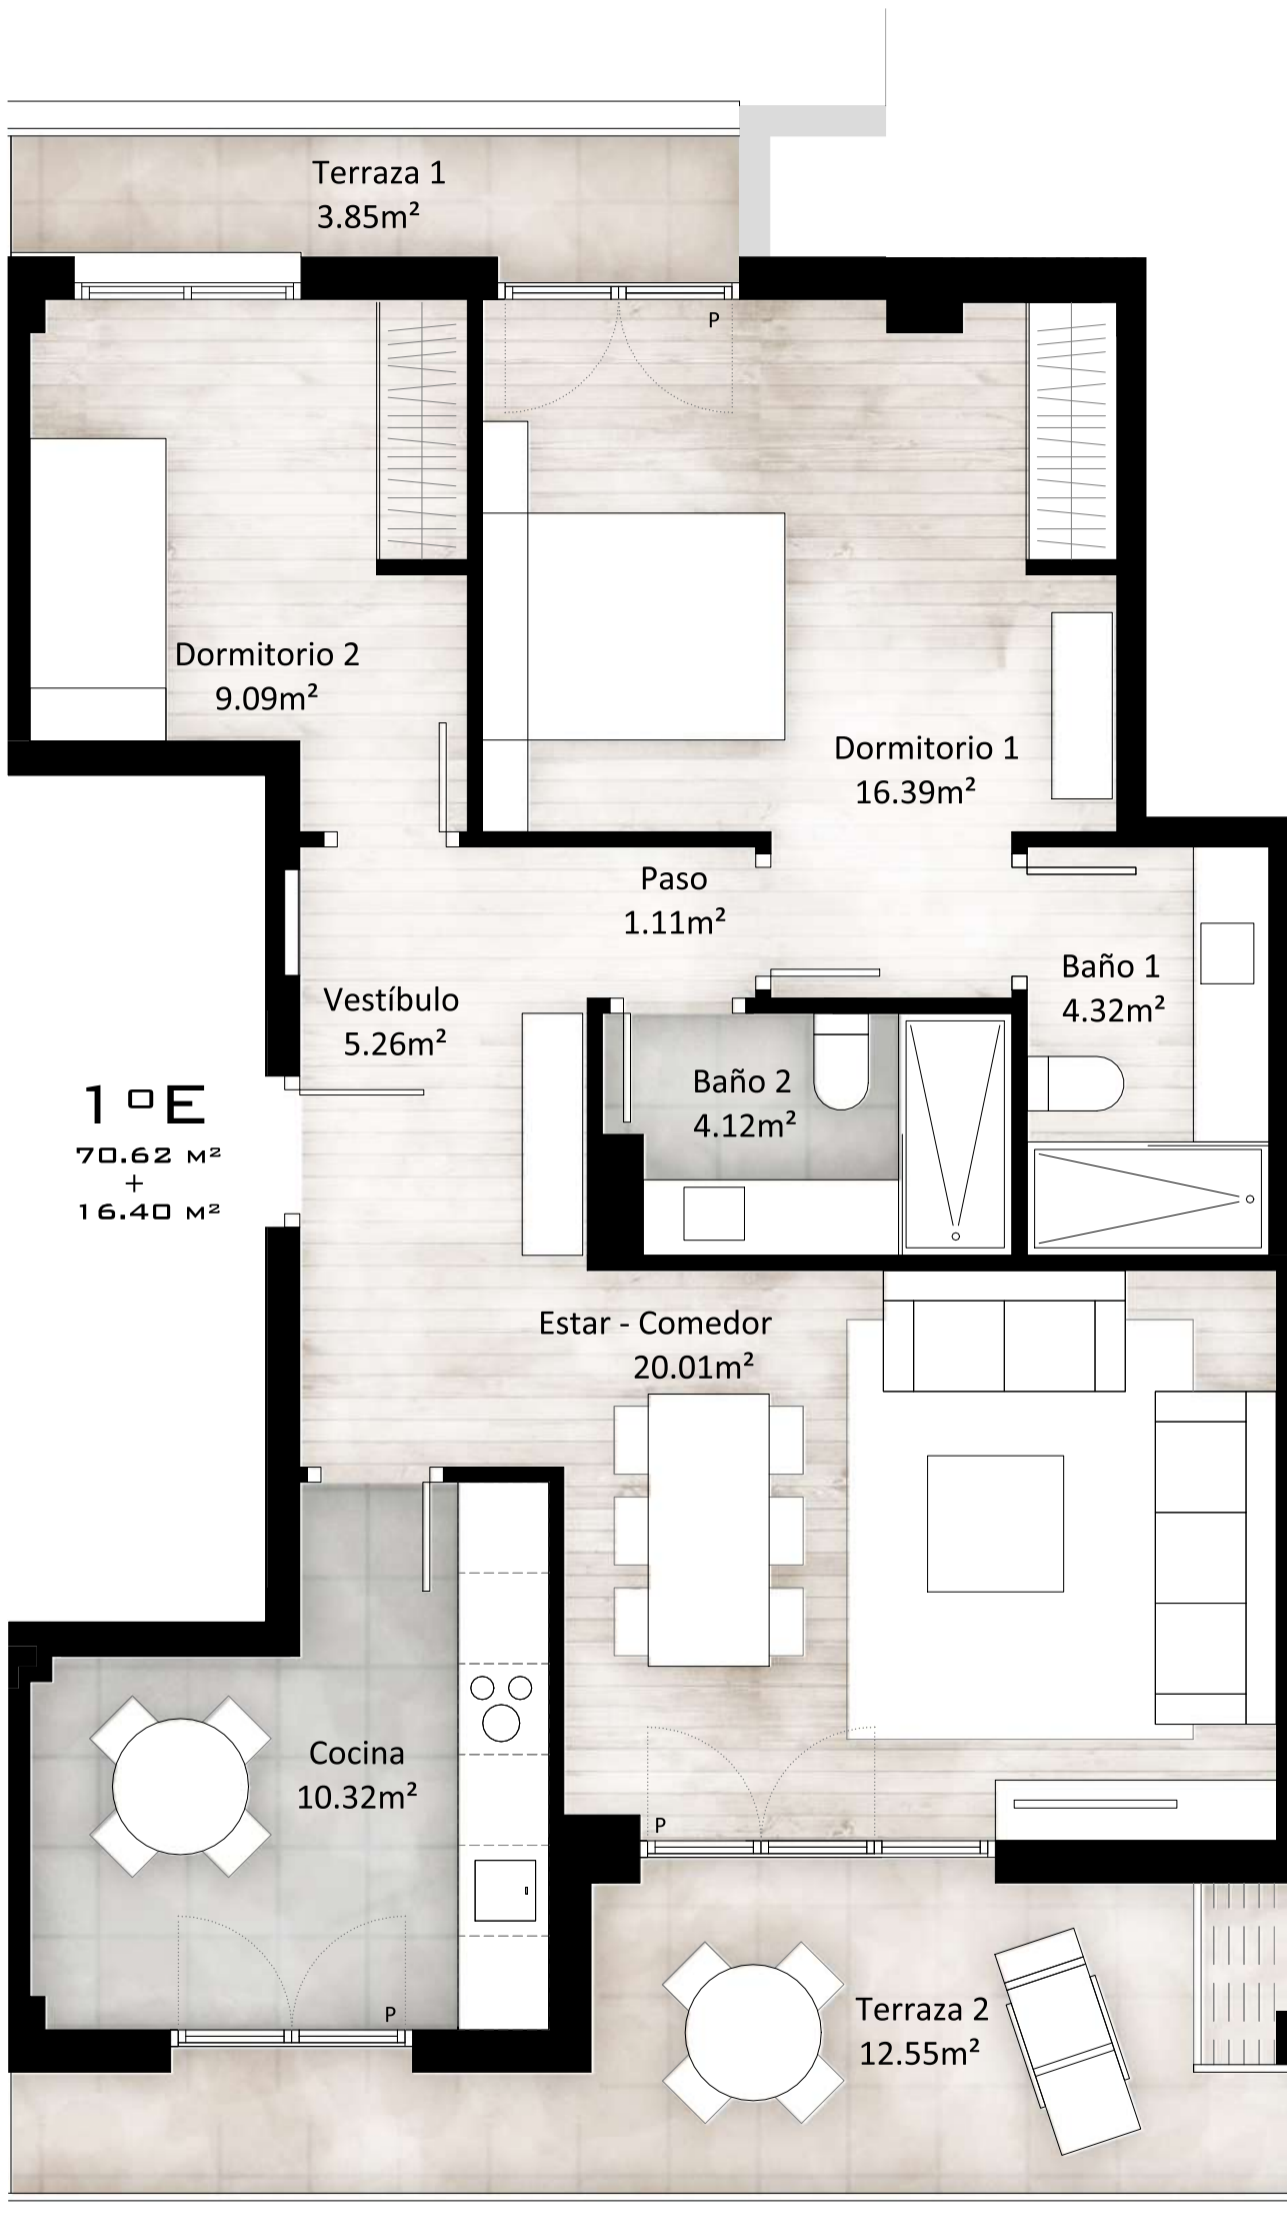 Terraza 1
3.85m²
P
Dormitorio 2
9.09m²
Dormitorio 1
16.39m²
Paso
1.11m²
Baño 1
4.32m²
Vestíbulo
5.26m²
Baño 2
4.12m²
1ºE
70.62 M²
+
16.40 M²
Estar - Comedor
20.01m²
Cocina
10.32m²
P
P
Terraza 2
12.55m²